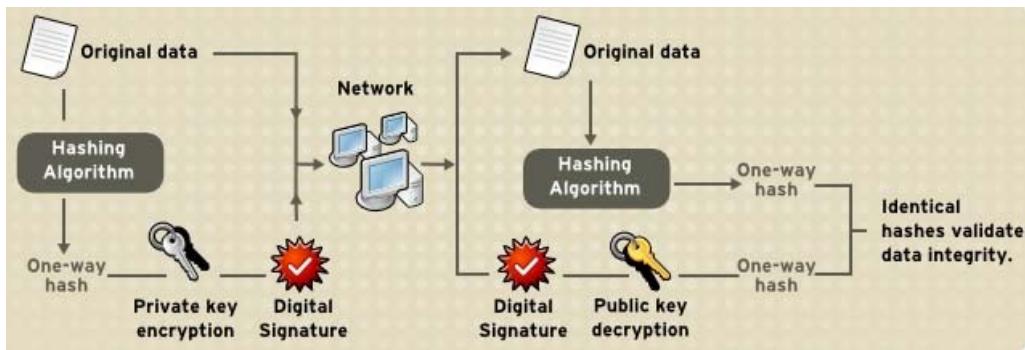 Original data
Hashing
Algorithm
One-way
hash
Private key
encryption
Digital
Signature
Network
Original data
Hashing
Algorithm
One-way
hash
Digital
Signature
Public key
decryption
One-way
hash
Identical
hashes validate
data integrity.